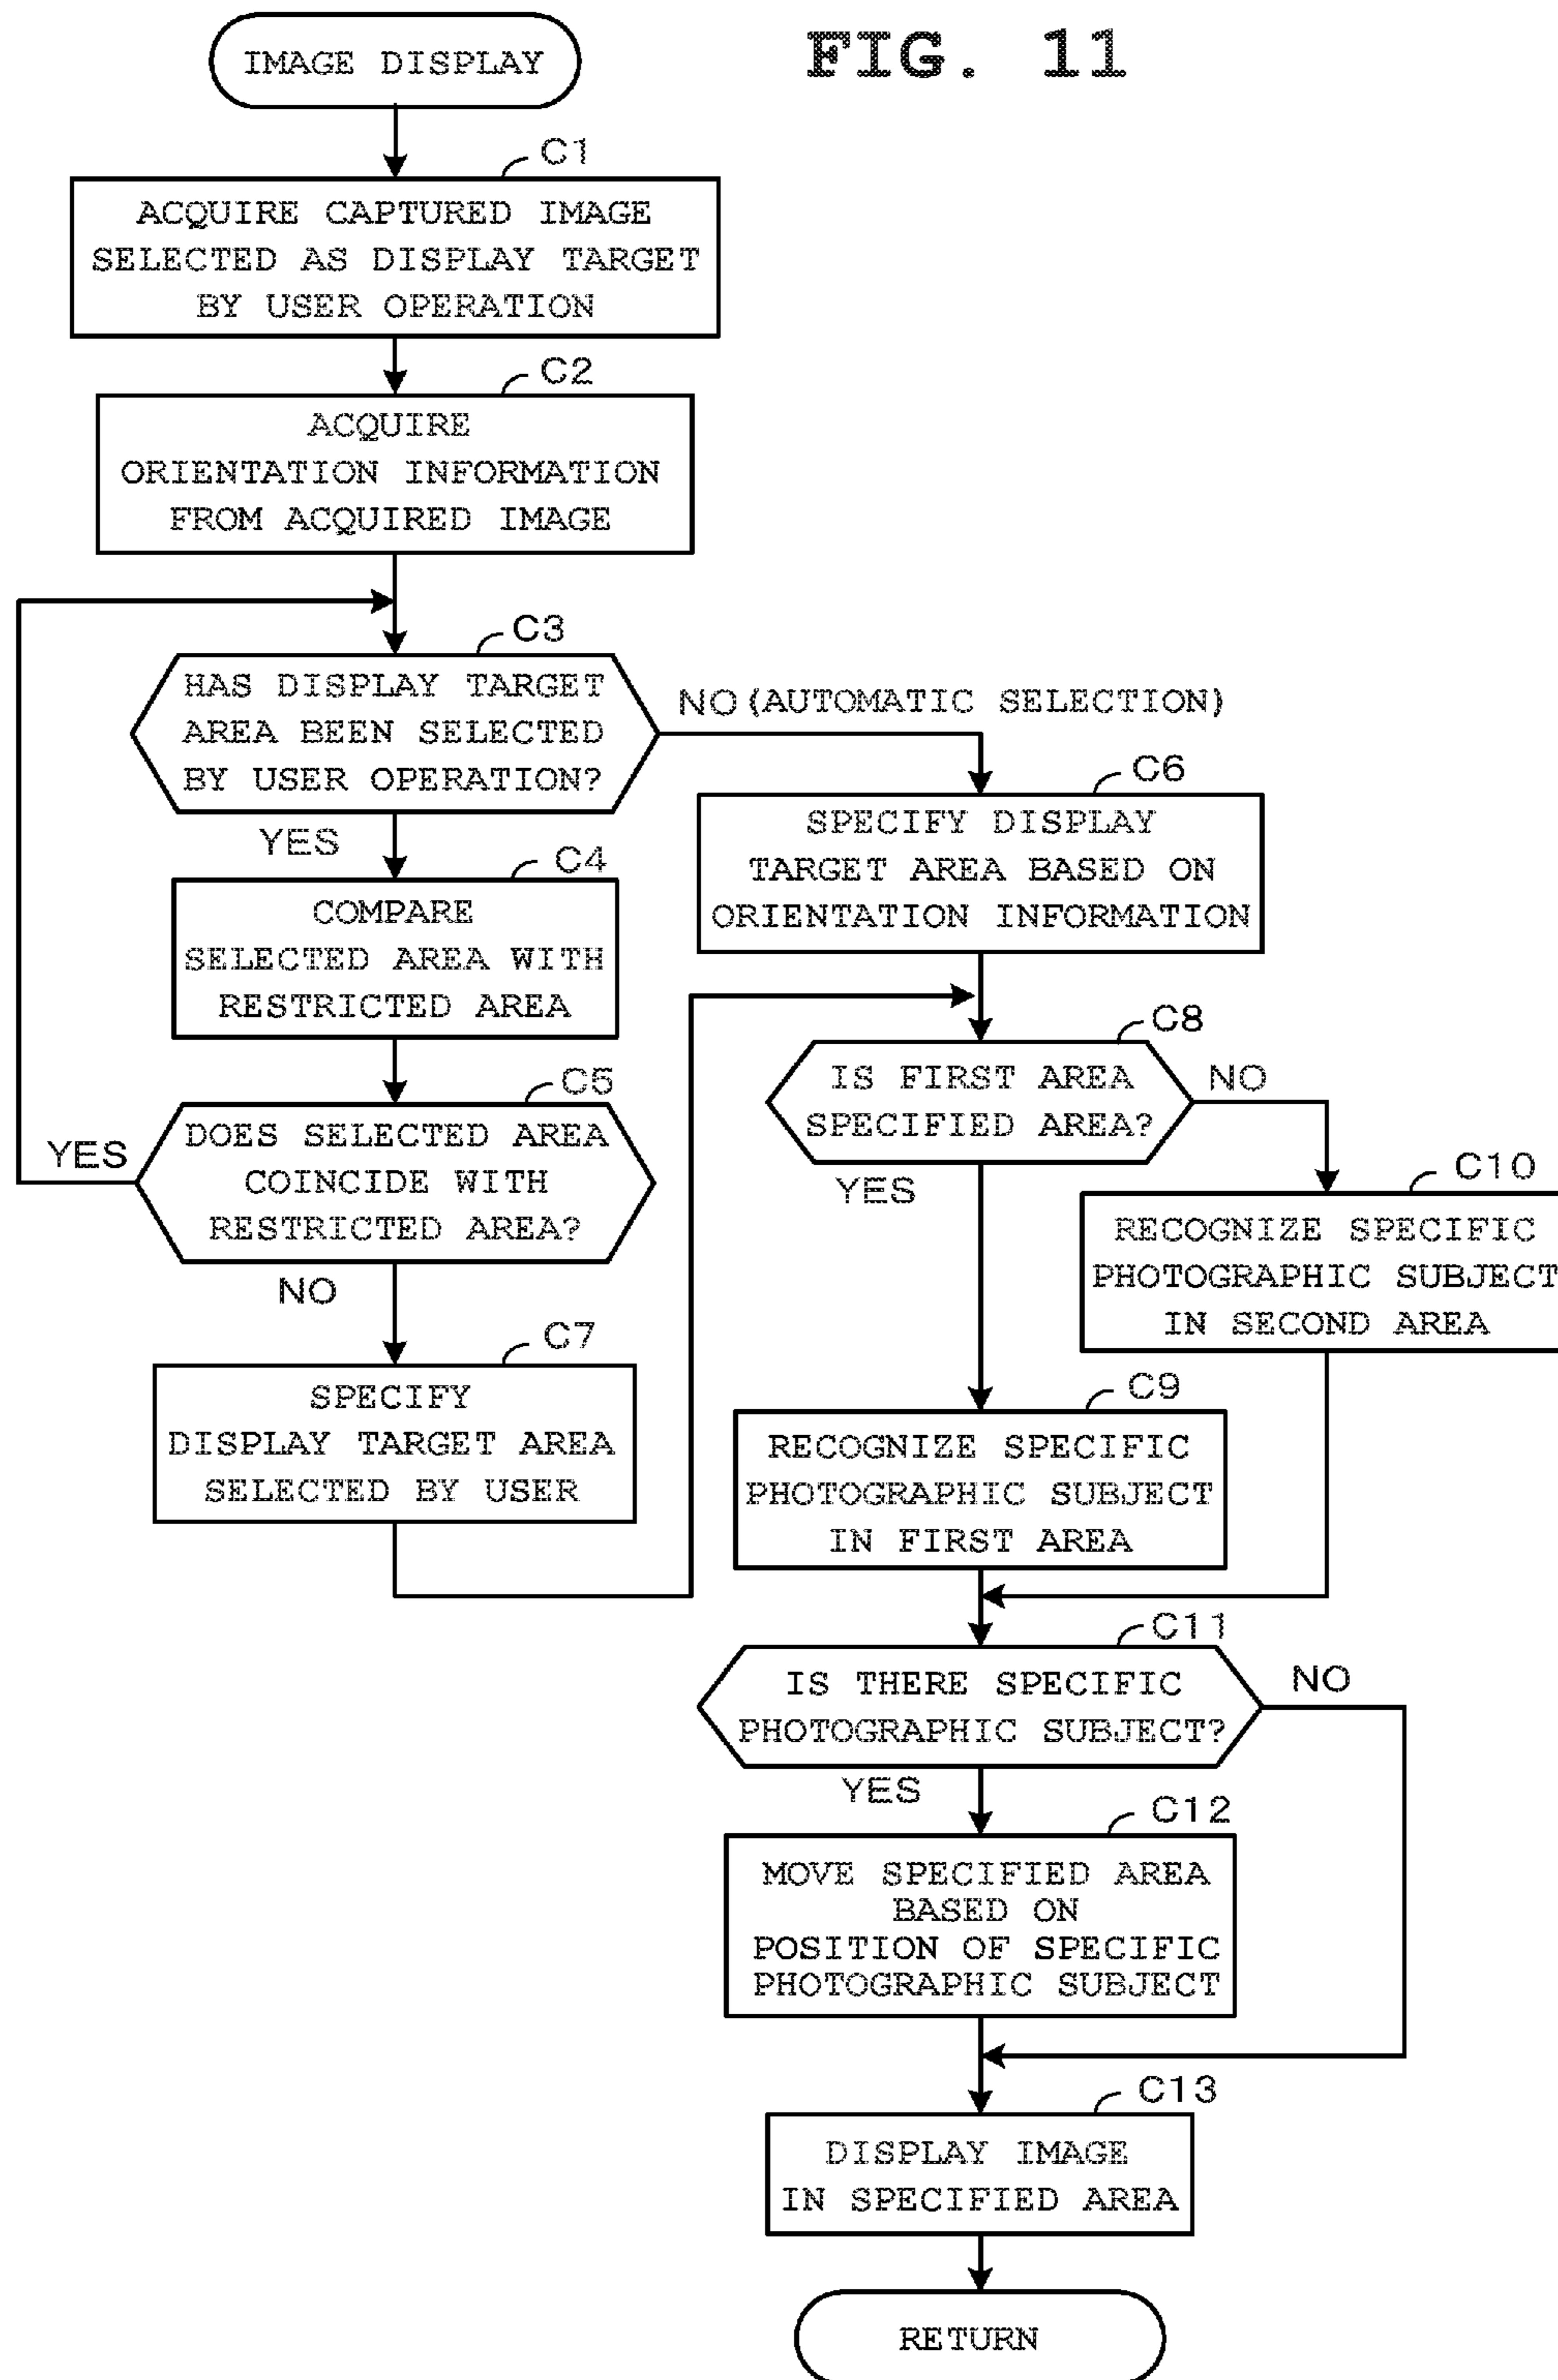 FIG. 11
IMAGE DISPLAY
C1
ACQUIRE CAPTURED IMAGE
SELECTED AS DISPLAY TARGET
BY USER OPERATION
C2
ACQUIRE
ORIENTATION INFORMATION
FROM ACQUIRED IMAGE
C3
HAS DISPLAY TARGET
AREA BEEN SELECTED
BY USER OPERATION?
NO (AUTOMATIC SELECTION)
YES
C4
COMPARE
SELECTED AREA WITH
RESTRICTED AREA
C5
DOES SELECTED AREA
COINCIDE WITH
RESTRICTED AREA?
YES
NO
C7
SPECIFY
DISPLAY TARGET AREA
SELECTED BY USER
C6
SPECIFY DISPLAY
TARGET AREA BASED ON
ORIENTATION INFORMATION
C8
IS FIRST AREA
SPECIFIED AREA?
NO
YES
C10
RECOGNIZE SPECIFIC
PHOTOGRAPHIC SUBJECT
IN SECOND AREA
C9
RECOGNIZE SPECIFIC
PHOTOGRAPHIC SUBJECT
IN FIRST AREA
C11
IS THERE SPECIFIC
PHOTOGRAPHIC SUBJECT?
NO
YES
C12
MOVE SPECIFIED AREA
BASED ON
POSITION OF SPECIFIC
PHOTOGRAPHIC SUBJECT
C13
DISPLAY IMAGE
IN SPECIFIED AREA
RETURN